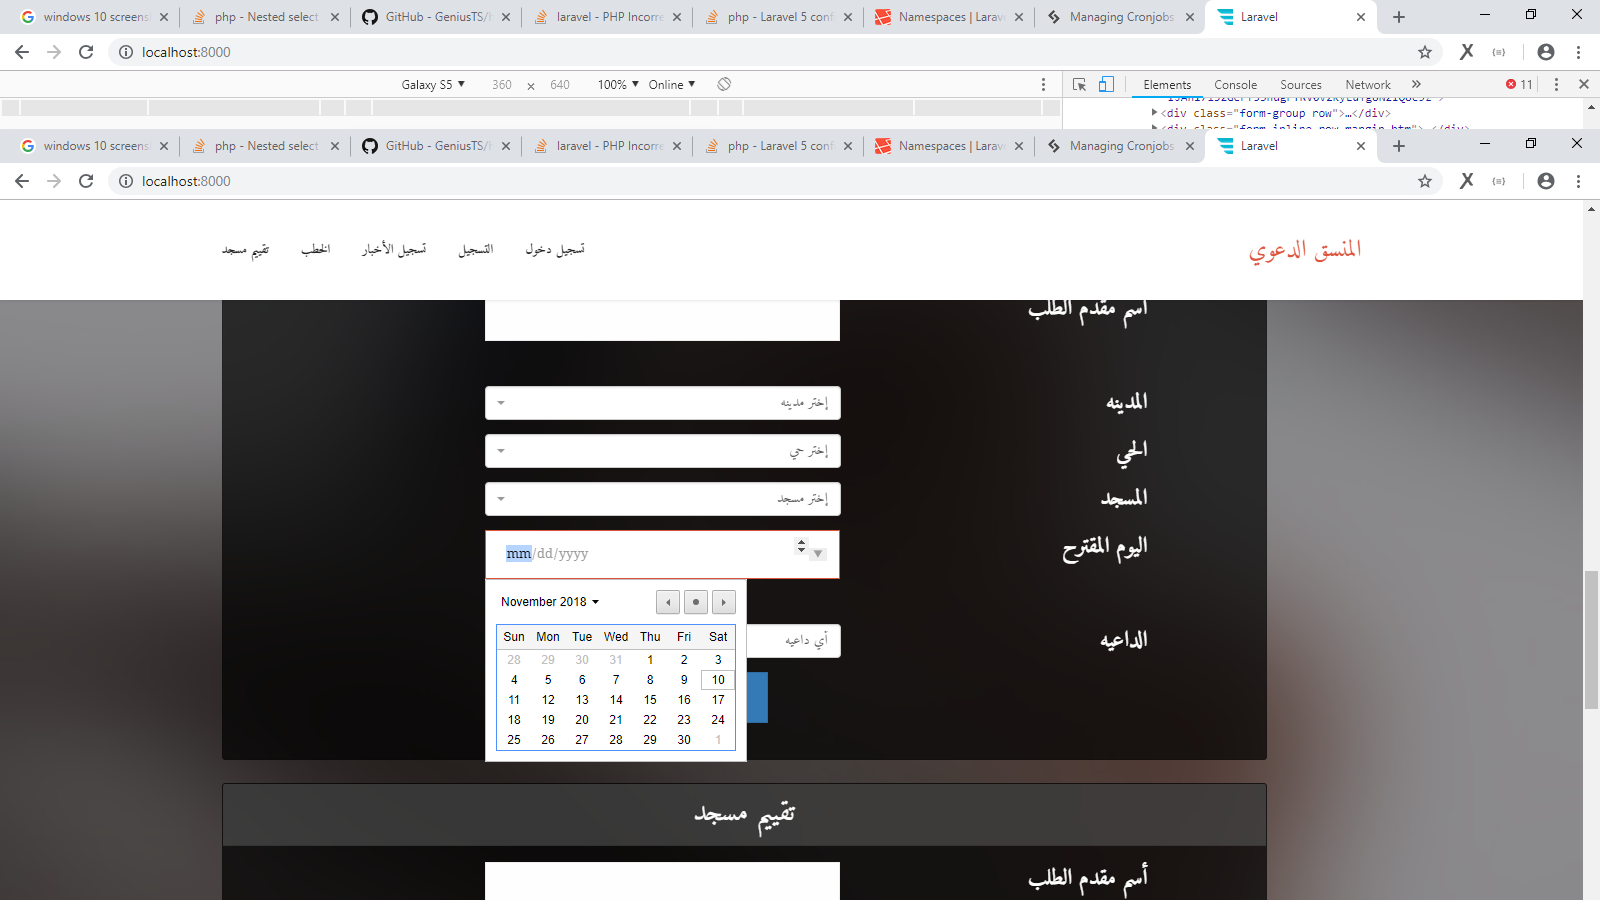 windows 10 screens
php - Nested select
GitHub - GeniusTS/h
laravel - PHP Incorre
php - Laravel 5 conf
Namespaces | Larav
Managing Cronjobs
Laravel
localhost:8000
Galaxy S5 ▼ 360 x 640 100% ▼ Online ▼
Elements Console Sources Network » 11
<div class="form-group row">…</div>
windows 10 screens
php - Nested select
GitHub - GeniusTS/h
laravel - PHP Incorre
php - Laravel 5 conf
Namespaces | Larav
Managing Cronjobs
Laravel
localhost:8000
المنسق الدعوي
تسجيل دخول
التسجيل
تسجيل الأخبار
الخطب
تقييم مسجد
اسم مقدم الطلب
المدينه
إختر مدينه
الحي
إختر حي
المسجد
إختر مسجد
اليوم المقترح
mm/dd/yyyy
November 2018
Sun Mon Tue Wed Thu Fri Sat
28 29 30 31 1 2 3
4 5 6 7 8 9 10
11 12 13 14 15 16 17
18 19 20 21 22 23 24
25 26 27 28 29 30 1
الداعيه
أي داعيه
تقييم مسجد
أسم مقدم الطلب